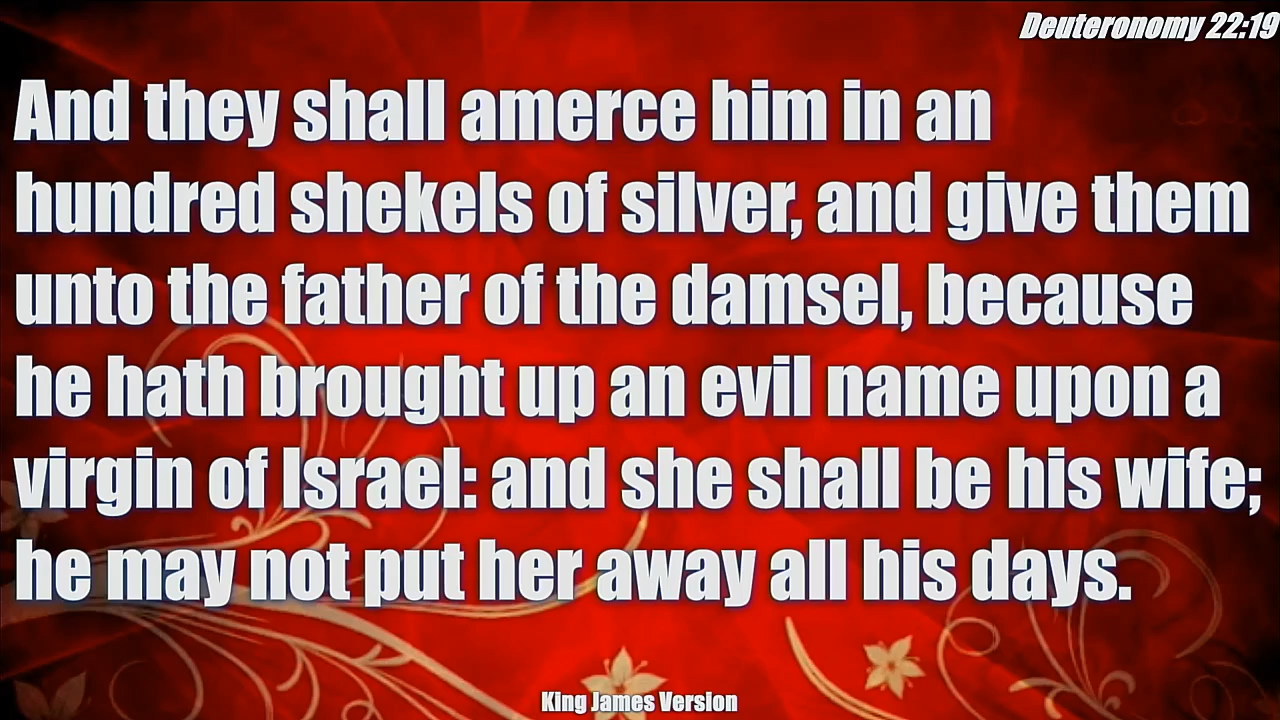 Deuteronomy 22:19
And they shall amerce him in an
hundred shekels of silver, and give them
unto the father of the damsel, because
he hath brought up an evil name upon a
virgin of Israel: and she shall be his wife;
he may not put her away all his days.
King James Version